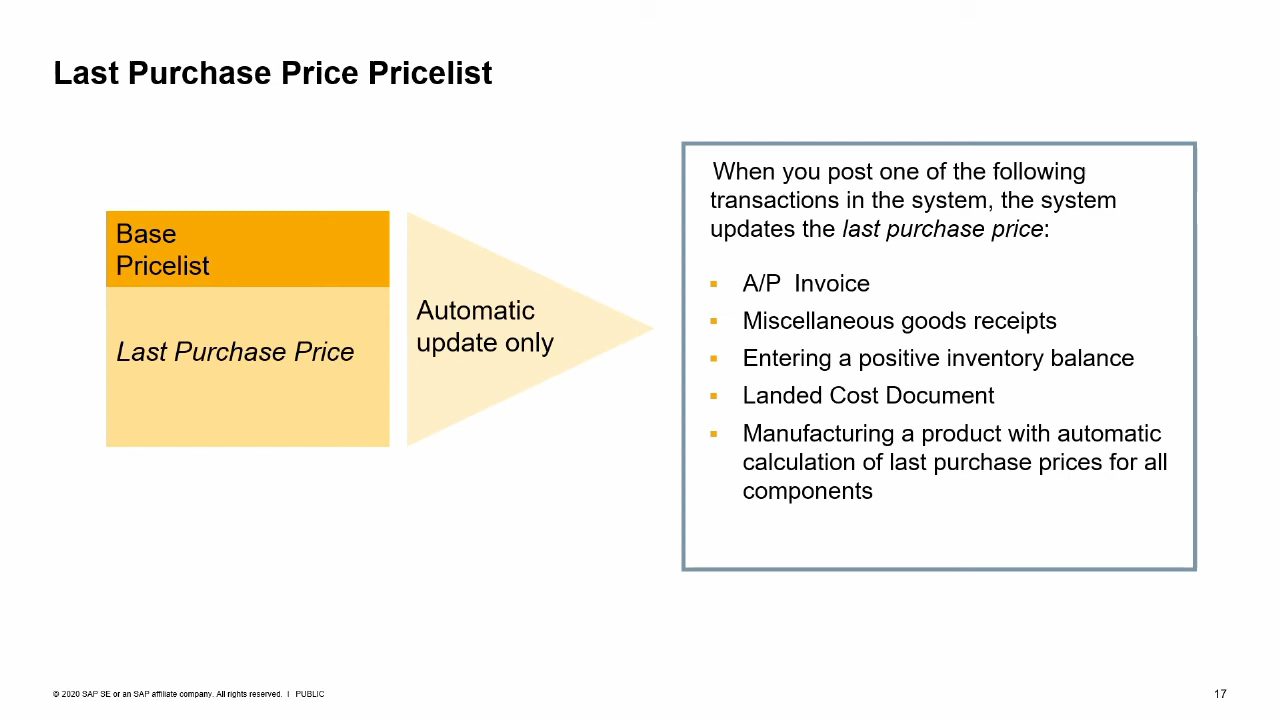 Last Purchase Price Pricelist
Base
Pricelist
Last Purchase Price
Automatic
update only
When you post one of the following
transactions in the system, the system
updates the last purchase price:
▪ A/P  Invoice
▪ Miscellaneous goods receipts
▪ Entering a positive inventory balance
▪ Landed Cost Document
▪ Manufacturing a product with automatic
calculation of last purchase prices for all
components
© 2020 SAP SE or an SAP affiliate company. All rights reserved. I PUBLIC
17